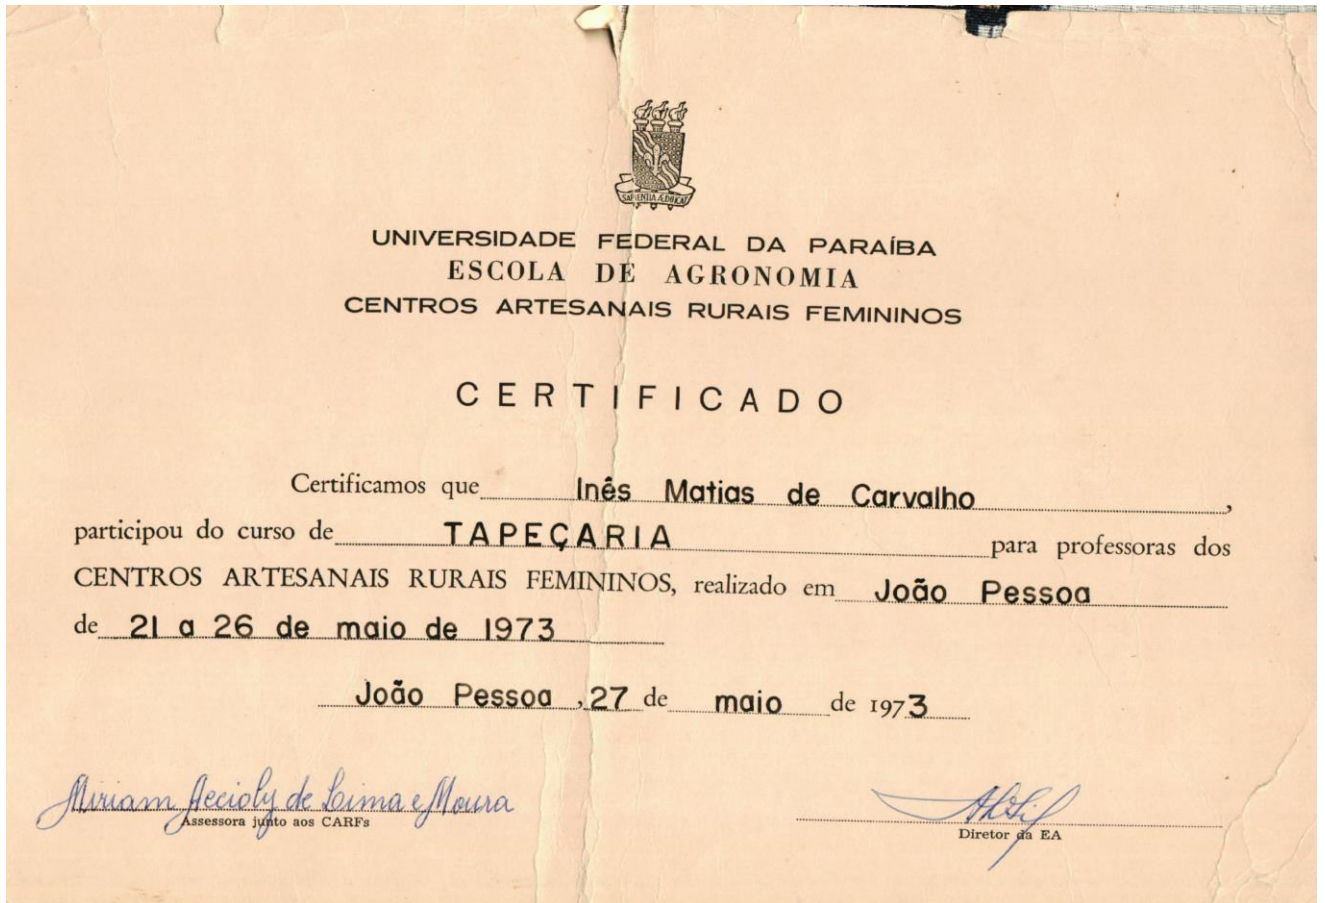 SAPIENTIA ÆDIFICAT
UNIVERSIDADE FEDERAL DA PARAÍBA
ESCOLA DE AGRONOMIA
CENTROS ARTESANAIS RURAIS FEMININOS
CERTIFICADO
Certificamos que Inês Matias de Carvalho,
participou do curso de TAPEÇARIA para professoras dos
CENTROS ARTESANAIS RURAIS FEMININOS, realizado em João Pessoa
de 21 a 26 de maio de 1973
João Pessoa, 27 de maio de 1973
Miriam Accioly de Lima e Moura
Assessora junto aos CARFs
Diretor da EA